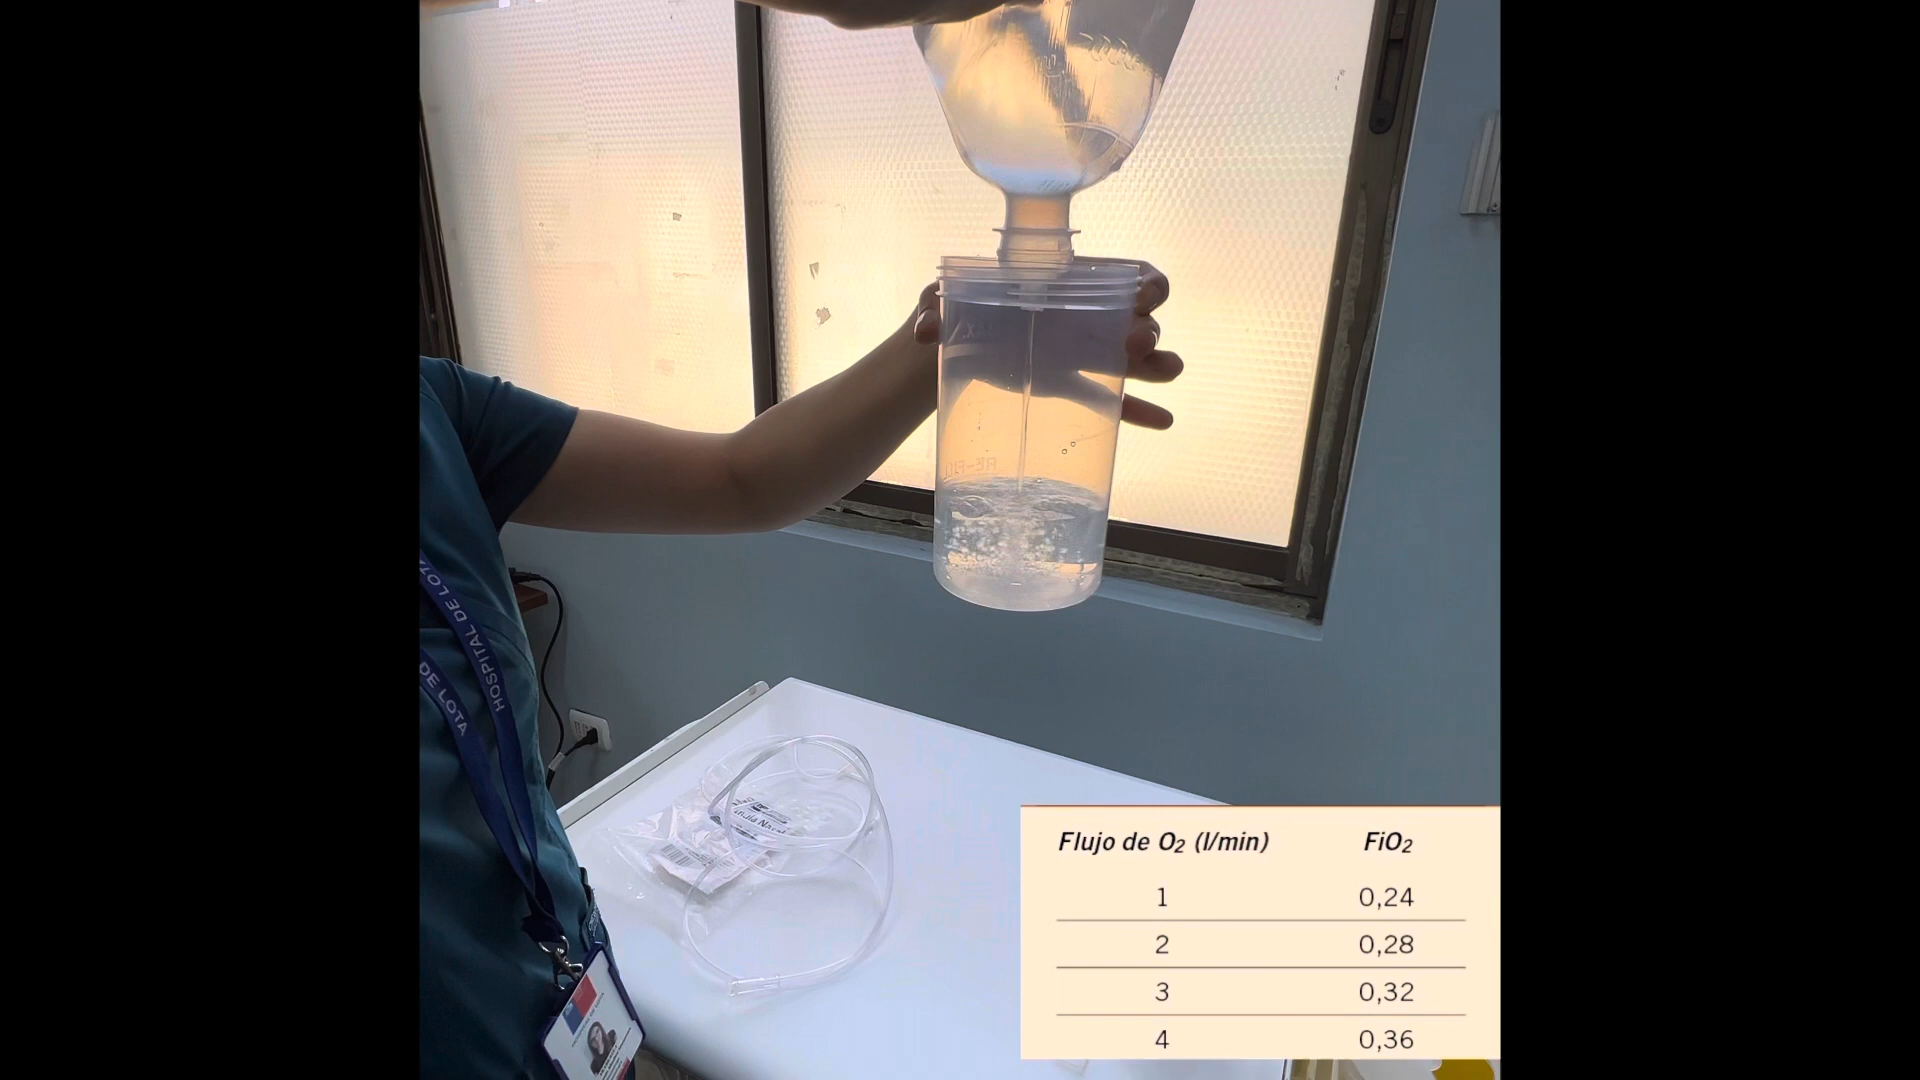 HOSPITAL DE LOTA
DE LOTA
Flujo de O₂ (l/min) FiO₂
1 0,24
2 0,28
3 0,32
4 0,36